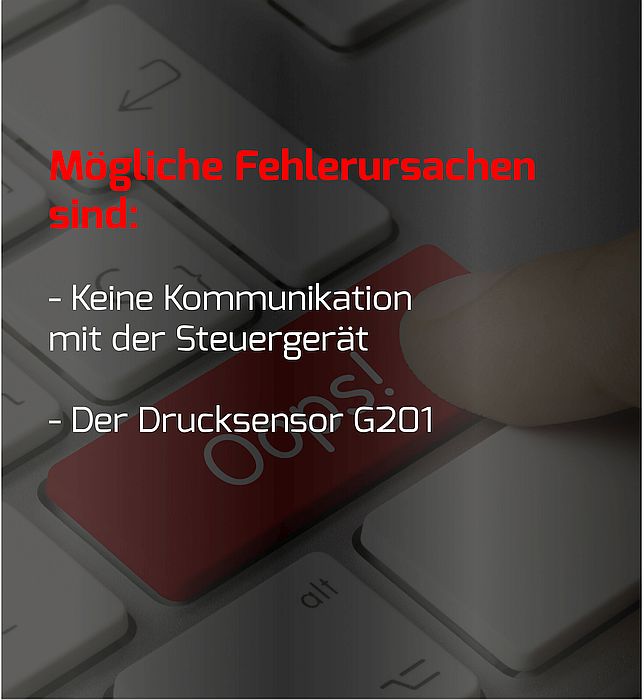 Mögliche Fehlerursachen
sind:
- Keine Kommunikation
mit der Steuergerät
- Der Drucksensor G201
Oops!
alt